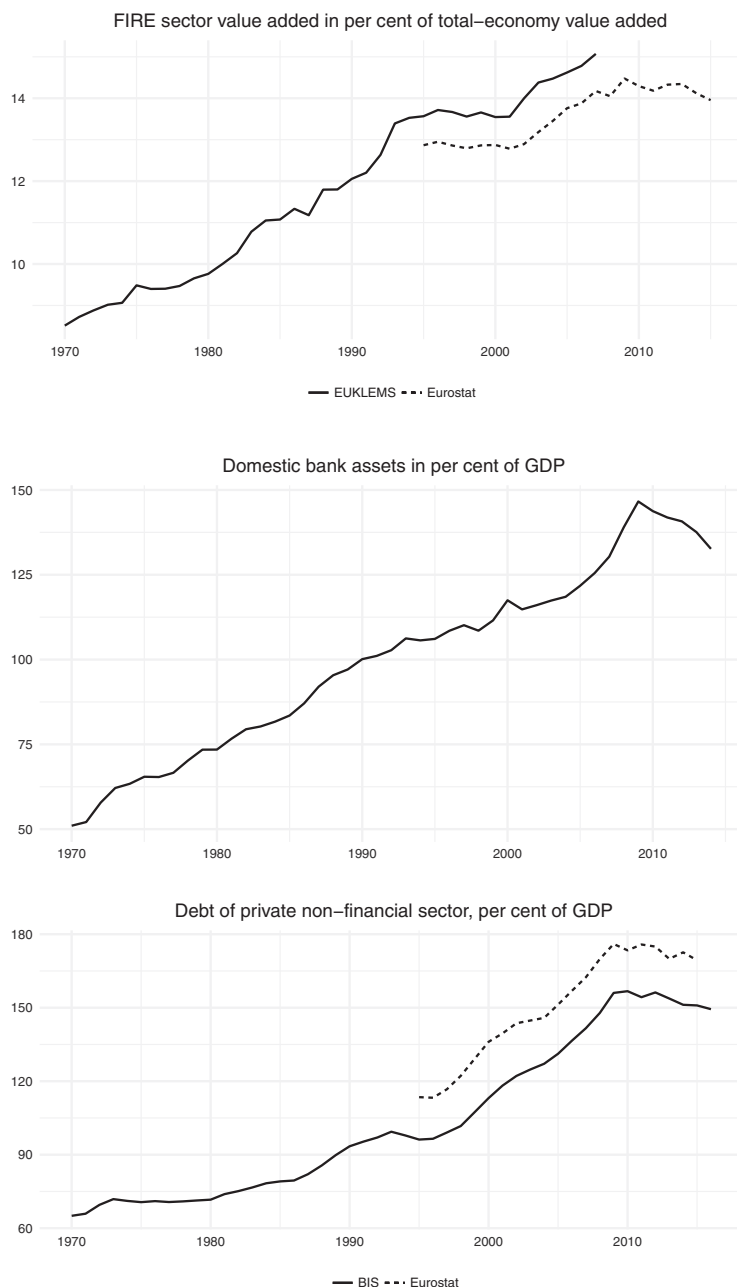 FIRE sector value added in per cent of total−economy value added
14
12
10
1970 1980 1990 2000 2010
EUKLEMS Eurostat
Domestic bank assets in per cent of GDP
150
125
100
75
50
1970 1980 1990 2000 2010
Debt of private non−financial sector, per cent of GDP
180
150
120
90
60
1970 1980 1990 2000 2010
BIS Eurostat